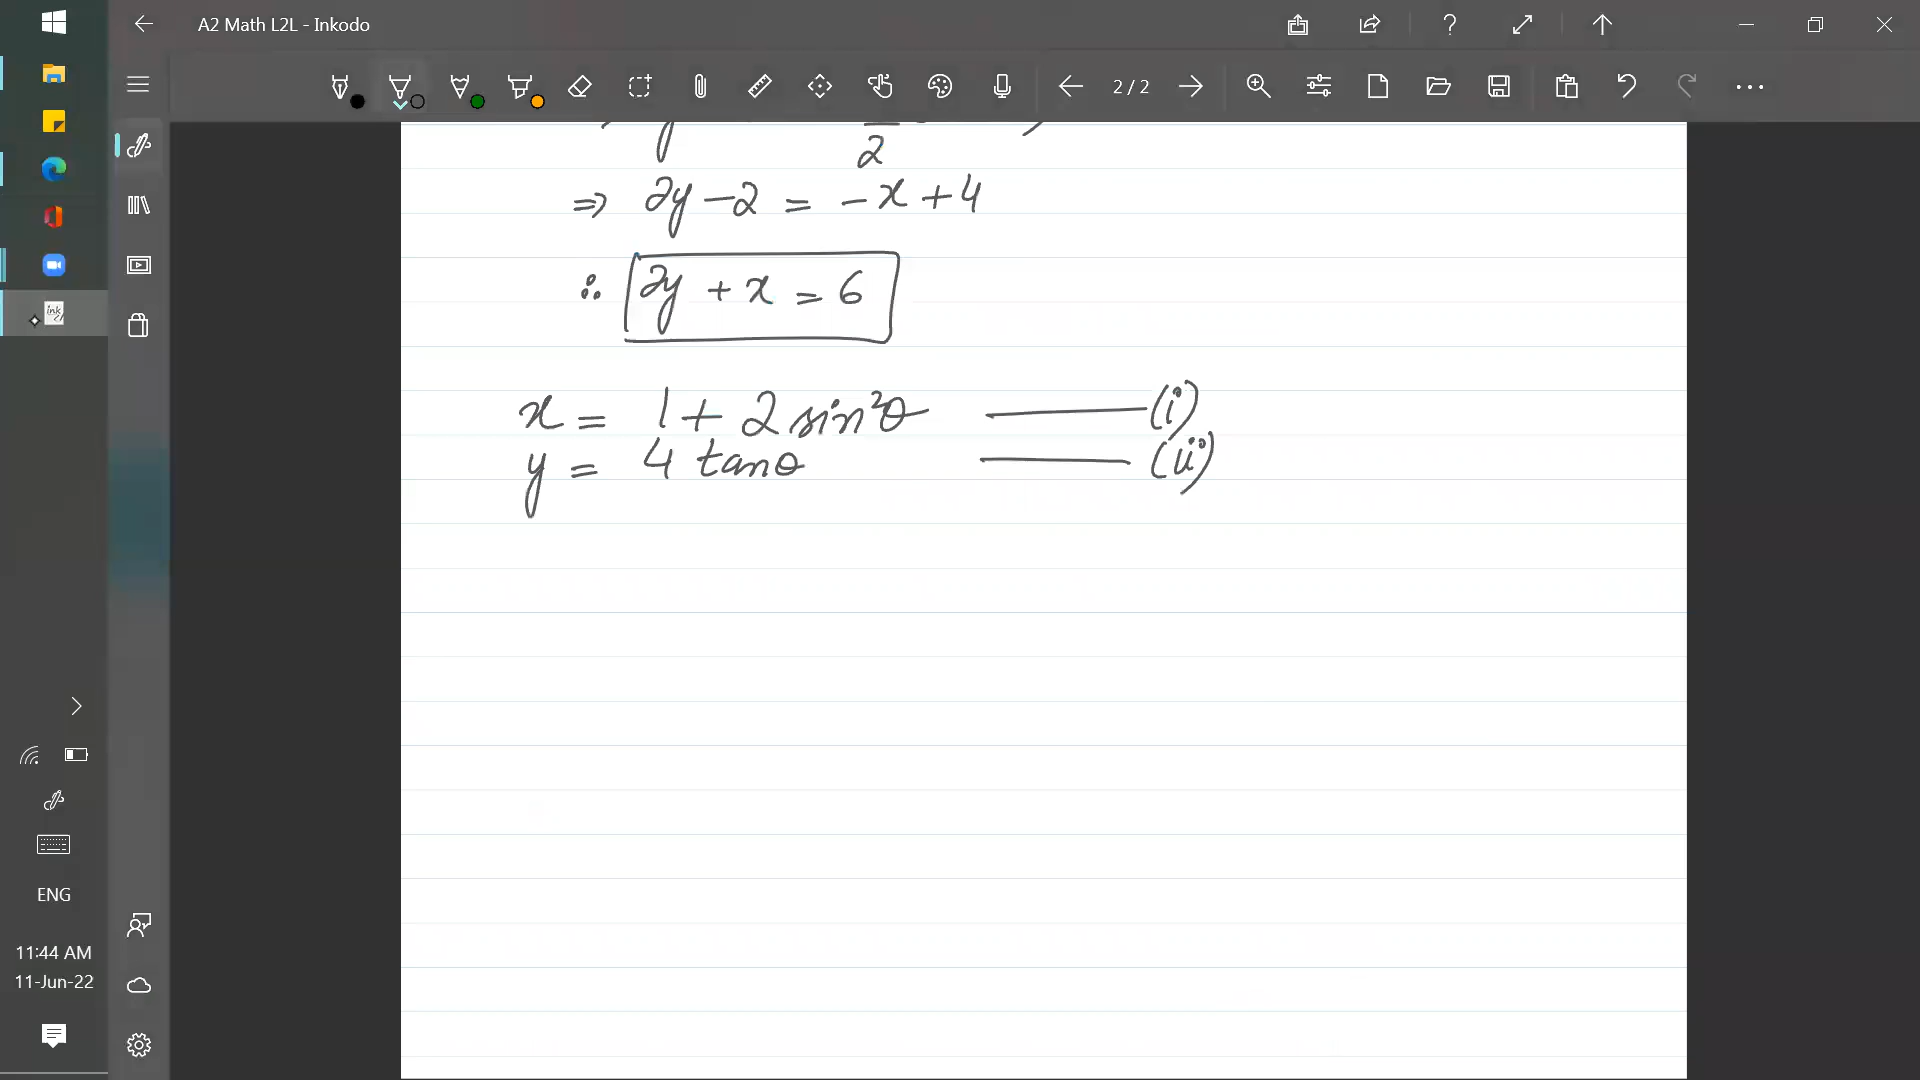 A2 Math L2L - Inkodo
2 / 2
2
⇒ 2y - 2 = -x + 4
∴ 2y + x = 6
x = 1 + 2 sin²θ ——— (i)
y = 4 tanθ ——— (ii)
ENG
11:44 AM
11-Jun-22